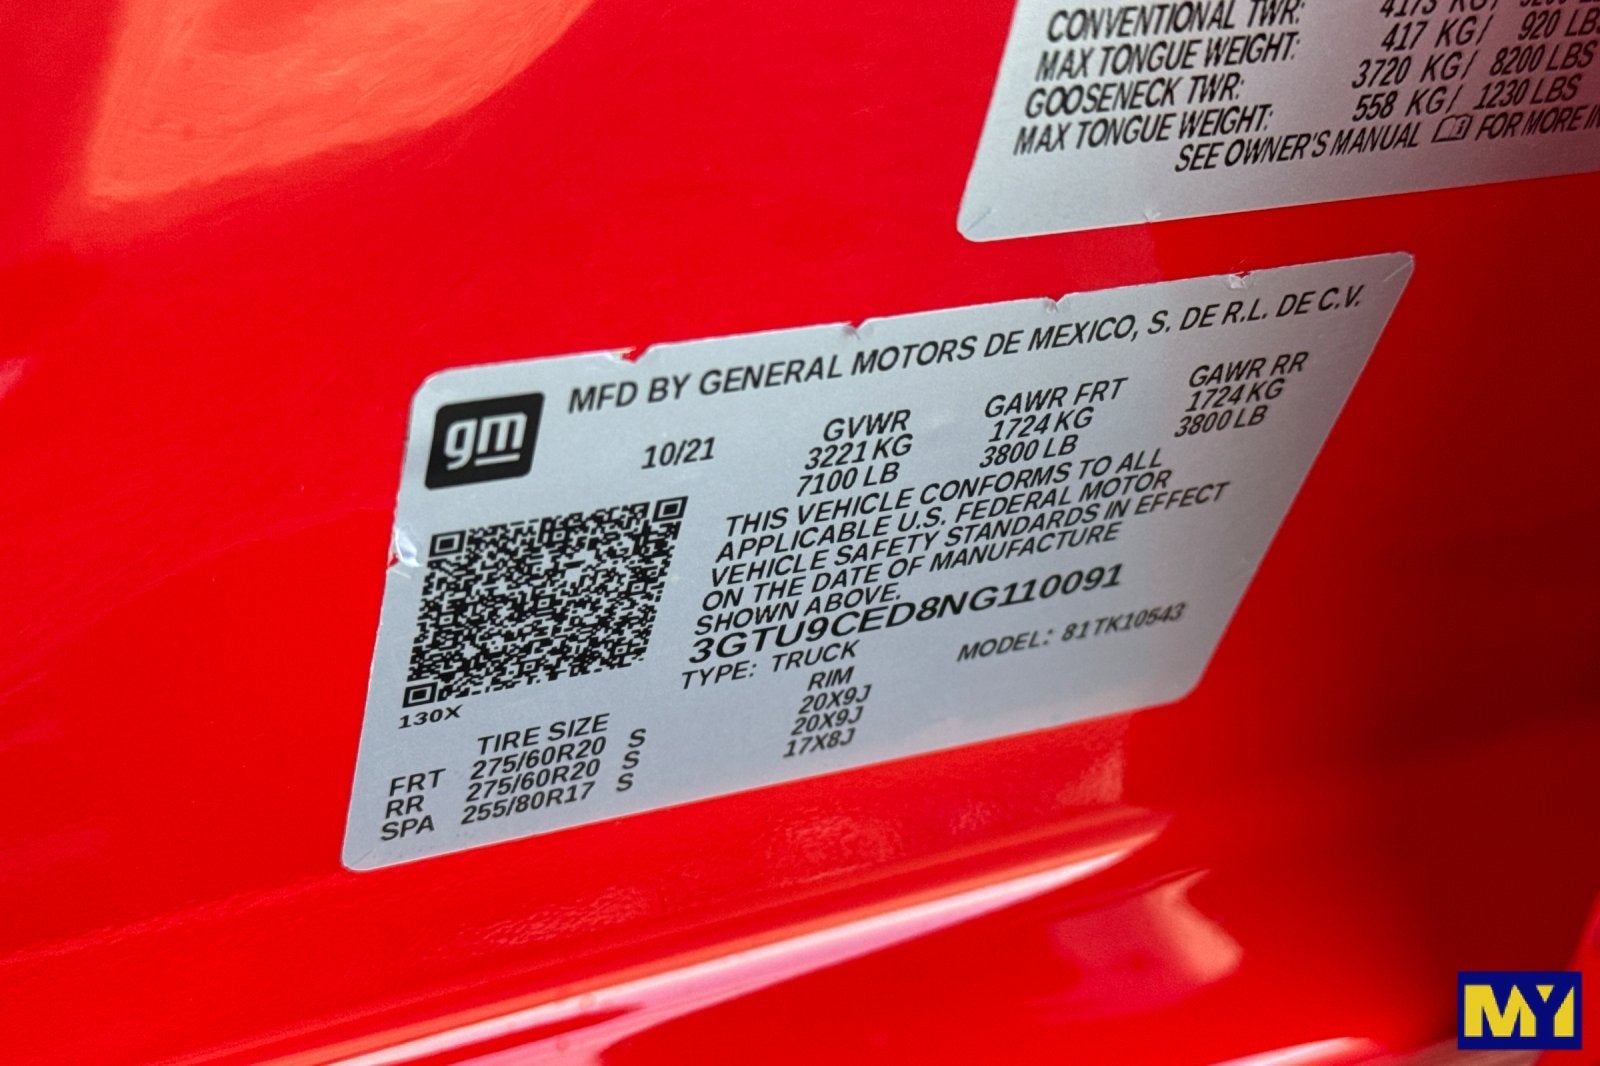 CONVENTIONAL TWR:
MAX TONGUE WEIGHT: 417 KG/ 920 LBS
GOOSENECK TWR: 3720 KG/ 8200 LBS
MAX TONGUE WEIGHT: 558 KG/ 1230 LBS
SEE OWNER'S MANUAL FOR MORE
gm
MFD BY GENERAL MOTORS DE MEXICO, S. DE R.L. DE C.V.
10/21 GVWR GAWR FRT GAWR RR
3221 KG 1724 KG 1724 KG
7100 LB 3800 LB 3800 LB
THIS VEHICLE CONFORMS TO ALL
APPLICABLE U.S. FEDERAL MOTOR
VEHICLE SAFETY STANDARDS IN EFFECT
ON THE DATE OF MANUFACTURE
SHOWN ABOVE.
3GTU9CED8NG110091
TYPE: TRUCK MODEL: 81TK10543
130X
TIRE SIZE RIM
FRT 275/60R20 S 20X9J
RR 275/60R20 S 20X9J
SPA 255/80R17 S 17X8J
MY